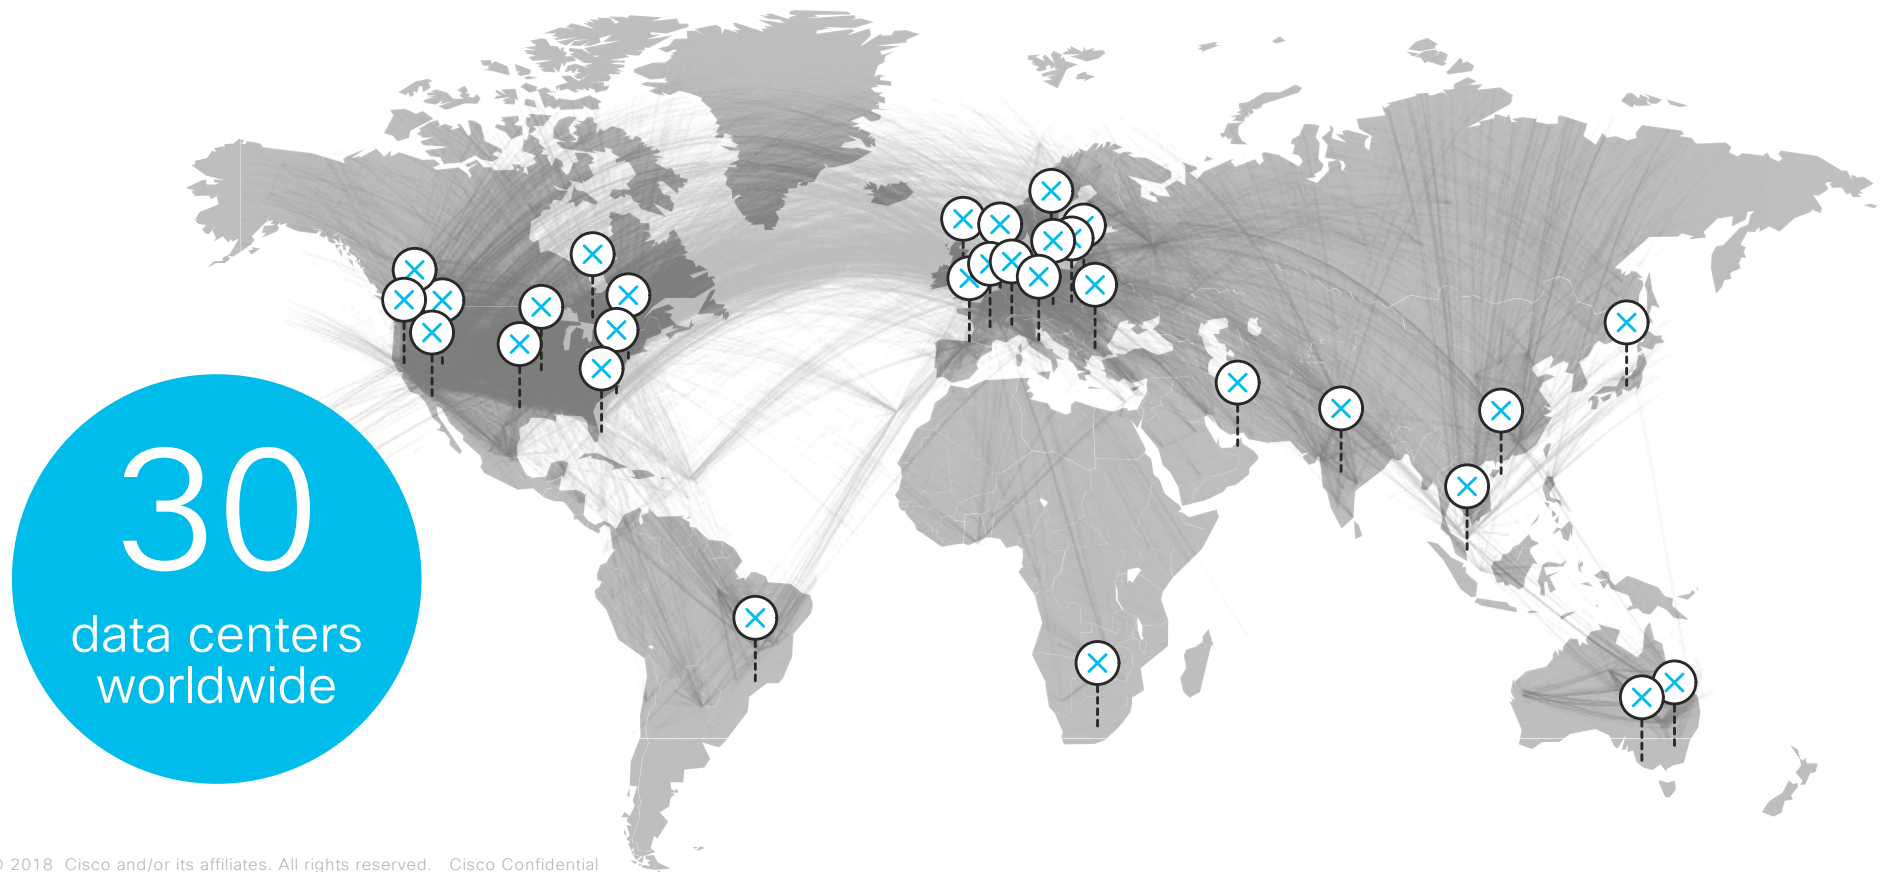 30
data centers
worldwide
© 2018 Cisco and/or its affiliates. All rights reserved. Cisco Confidential